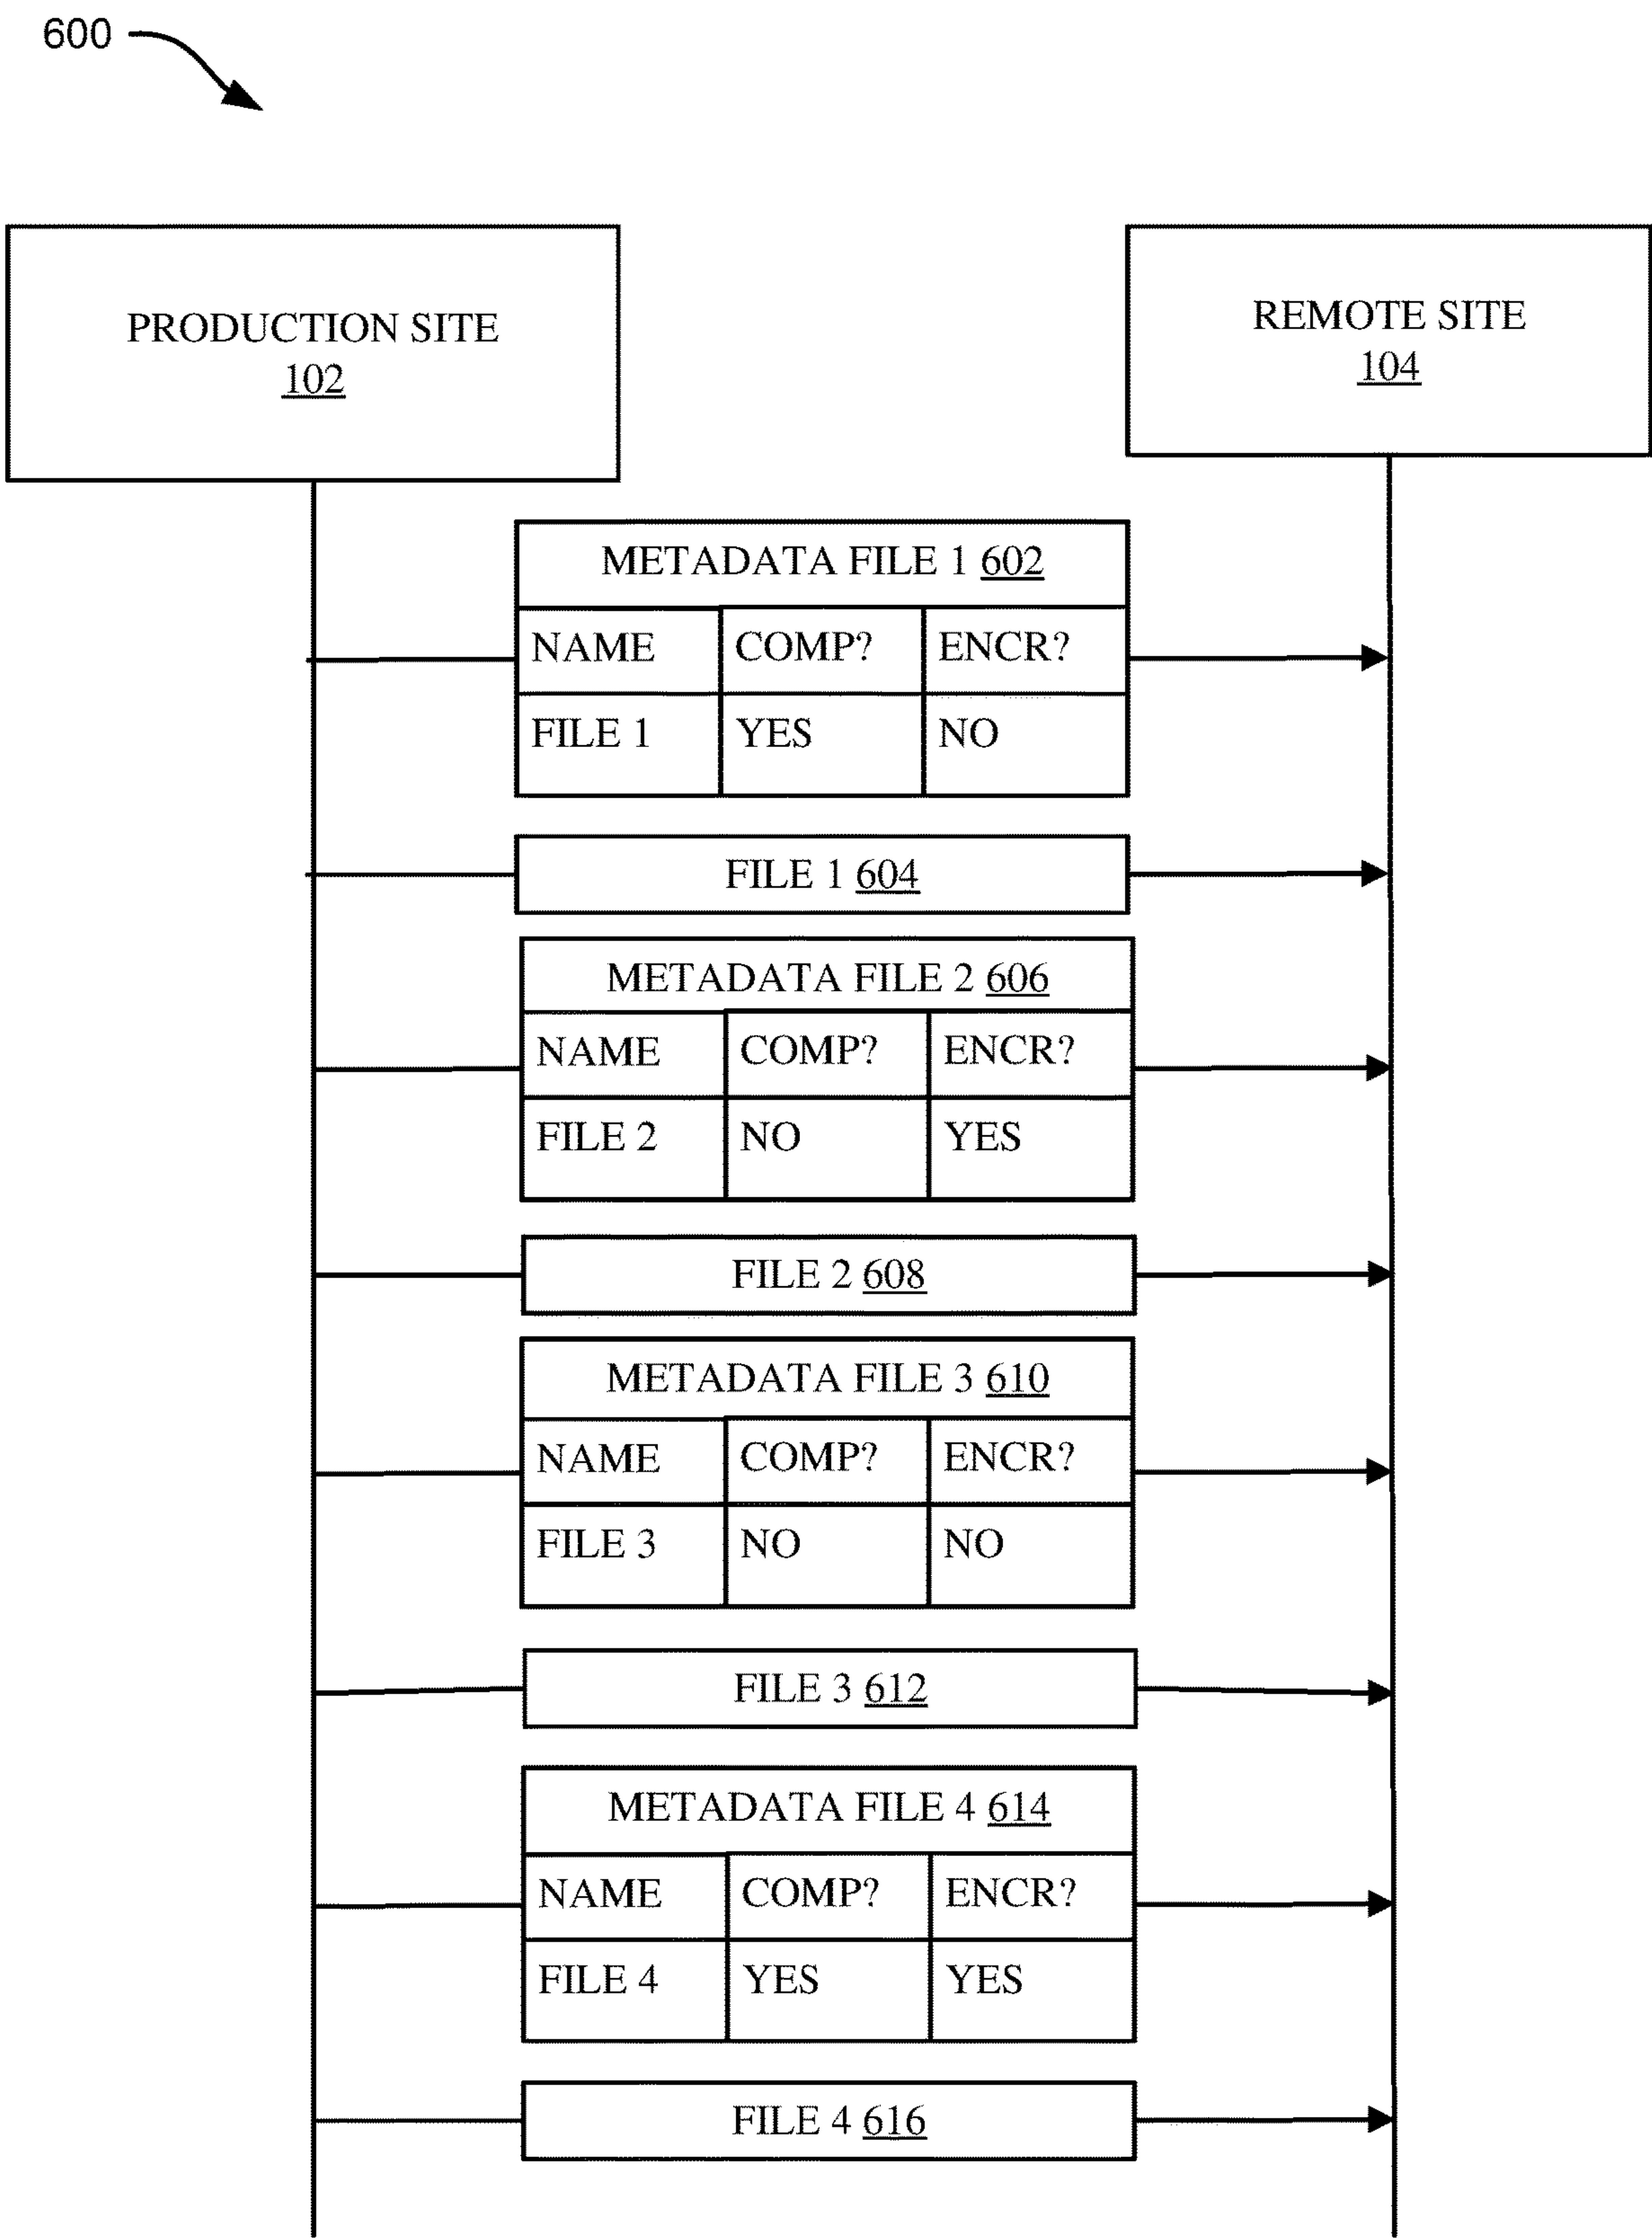 600
PRODUCTION SITE
102
REMOTE SITE
104
METADATA FILE 1 602
NAME COMP? ENCR?
FILE 1 YES NO
FILE 1 604
METADATA FILE 2 606
NAME COMP? ENCR?
FILE 2 NO YES
FILE 2 608
METADATA FILE 3 610
NAME COMP? ENCR?
FILE 3 NO NO
FILE 3 612
METADATA FILE 4 614
NAME COMP? ENCR?
FILE 4 YES YES
FILE 4 616